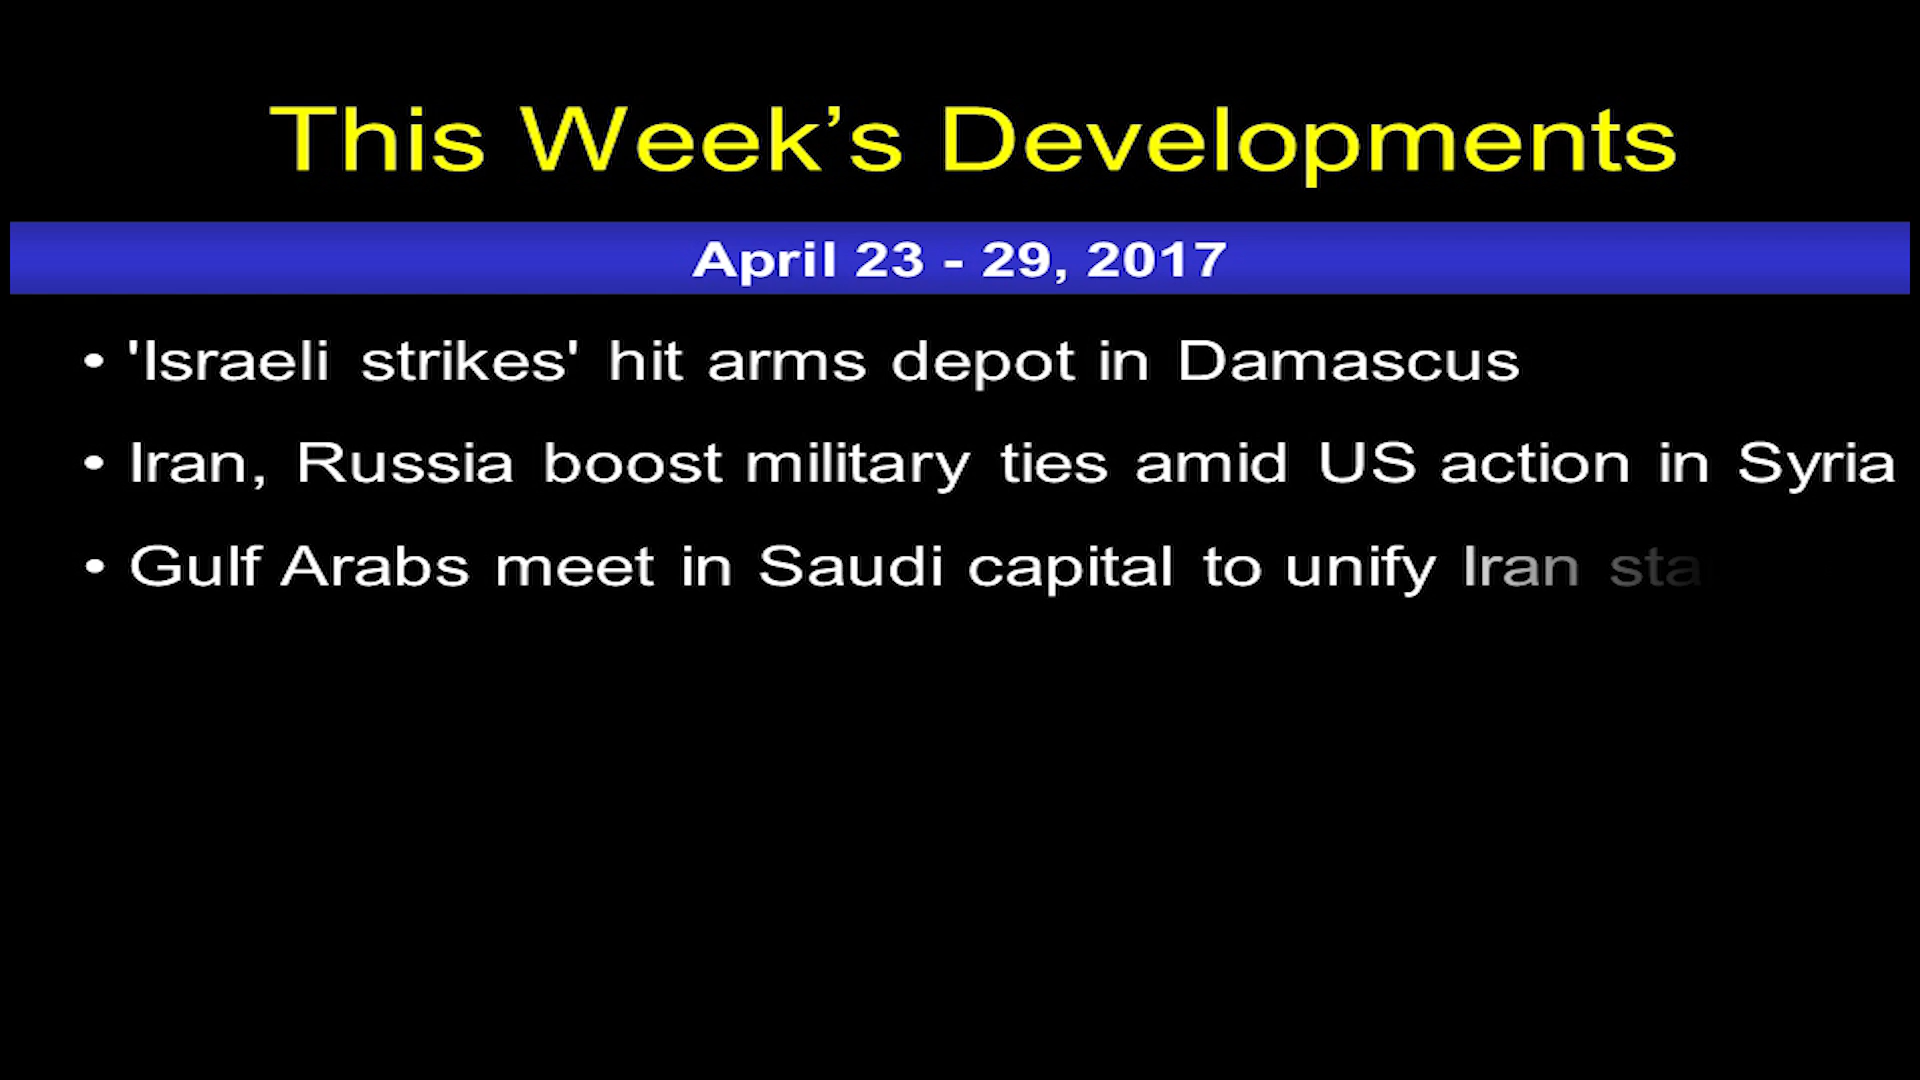 This Week’s Developments
April 23 - 29, 2017
• 'Israeli strikes' hit arms depot in Damascus
• Iran, Russia boost military ties amid US action in Syria
• Gulf Arabs meet in Saudi capital to unify Iran